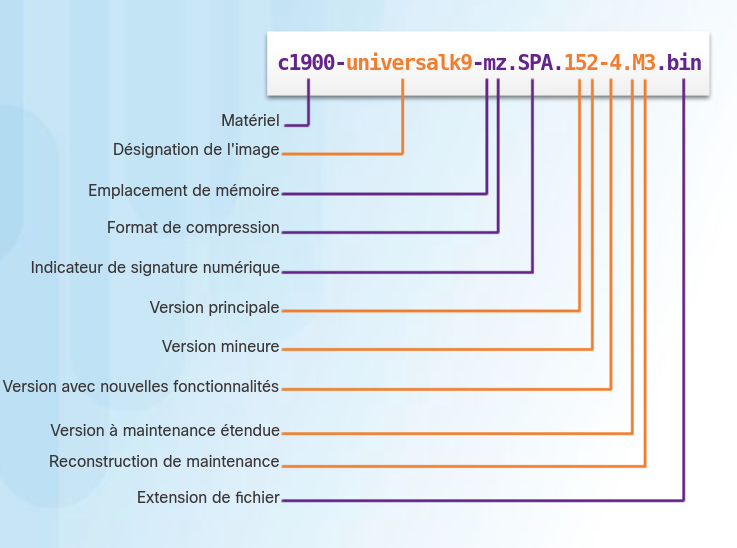 c1900-universalk9-mz.SPA.152-4.M3.bin
Matériel
Désignation de l'image
Emplacement de mémoire
Format de compression
Indicateur de signature numérique
Version principale
Version mineure
Version avec nouvelles fonctionnalités
Version à maintenance étendue
Reconstruction de maintenance
Extension de fichier